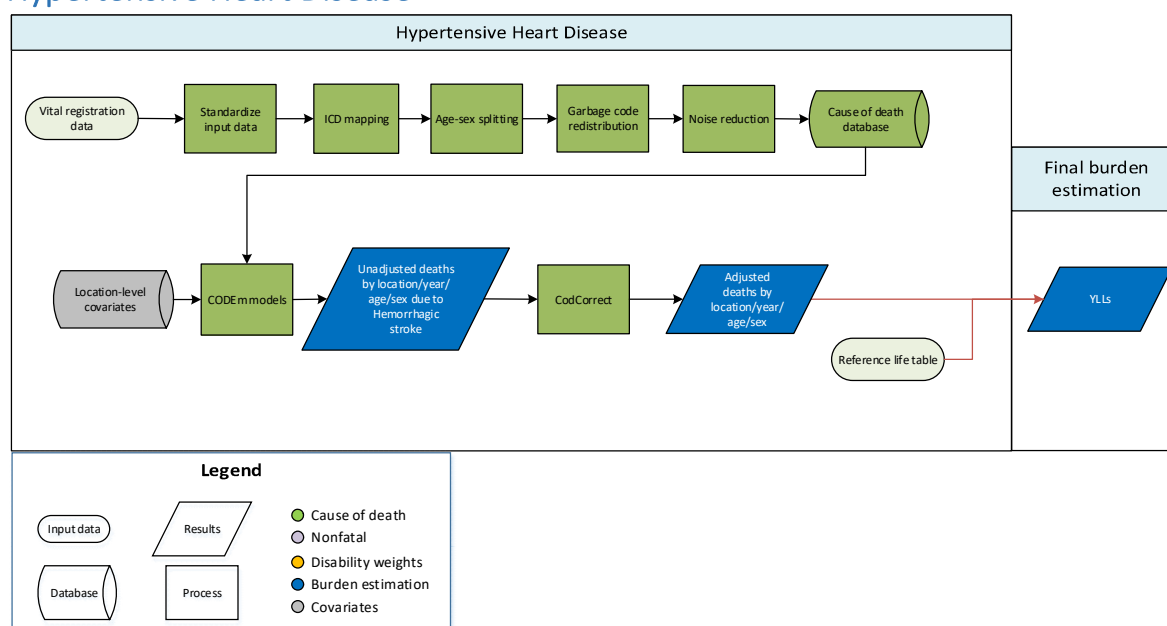 Hypertensive Heart Disease
Hypertensive Heart Disease
Vital registration
data
Standardize
input data
ICD mapping
Age-sex splitting
Garbage code
redistribution
Noise reduction
Cause of death
database
Final burden
estimation
Location-level
covariates
CODEm models
Unadjusted deaths
by location/year/
age/sex due to
Hemorrhagic
stroke
CodCorrect
Adjusted
deaths by
location/year/
age/sex
YLLs
Reference life table
Legend
Input data
Results
Database
Process
Cause of death
Nonfatal
Disability weights
Burden estimation
Covariates